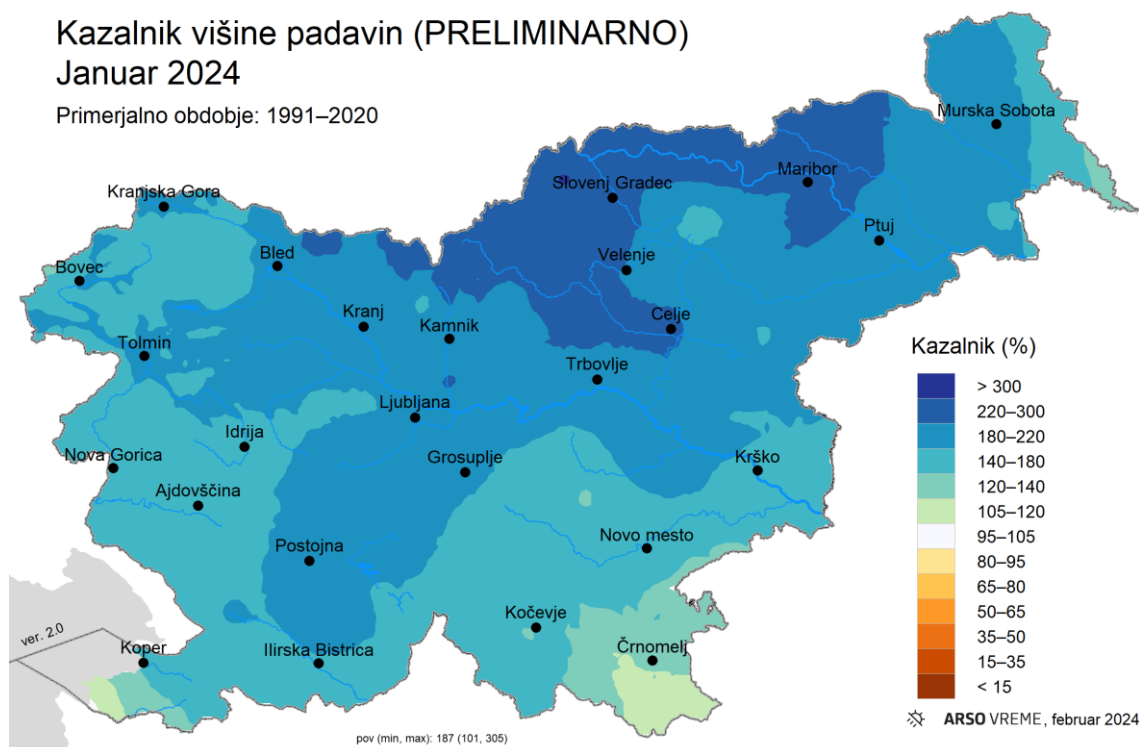 Kazalnik višine padavin (PRELIMINARNO)
Januar 2024
Primerjalno obdobje: 1991–2020
Murska Sobota
Maribor
Slovenj Gradec
Kranjska Gora
Ptuj
Bled
Velenje
Bovec
Kranj
Kamnik
Celje
Tolmin
Trbovlje
Ljubljana
Idrija
Nova Gorica
Grosuplje
Krško
Ajdovščina
Novo mesto
Postojna
Kočevje
ver. 2.0
Koper
Ilirska Bistrica
Črnomelj
Kazalnik (%)
> 300
220–300
180–220
140–180
120–140
105–120
95–105
80–95
65–80
50–65
35–50
15–35
< 15
ARSO VREME, februar 2024
pov (min, max): 187 (101, 305)